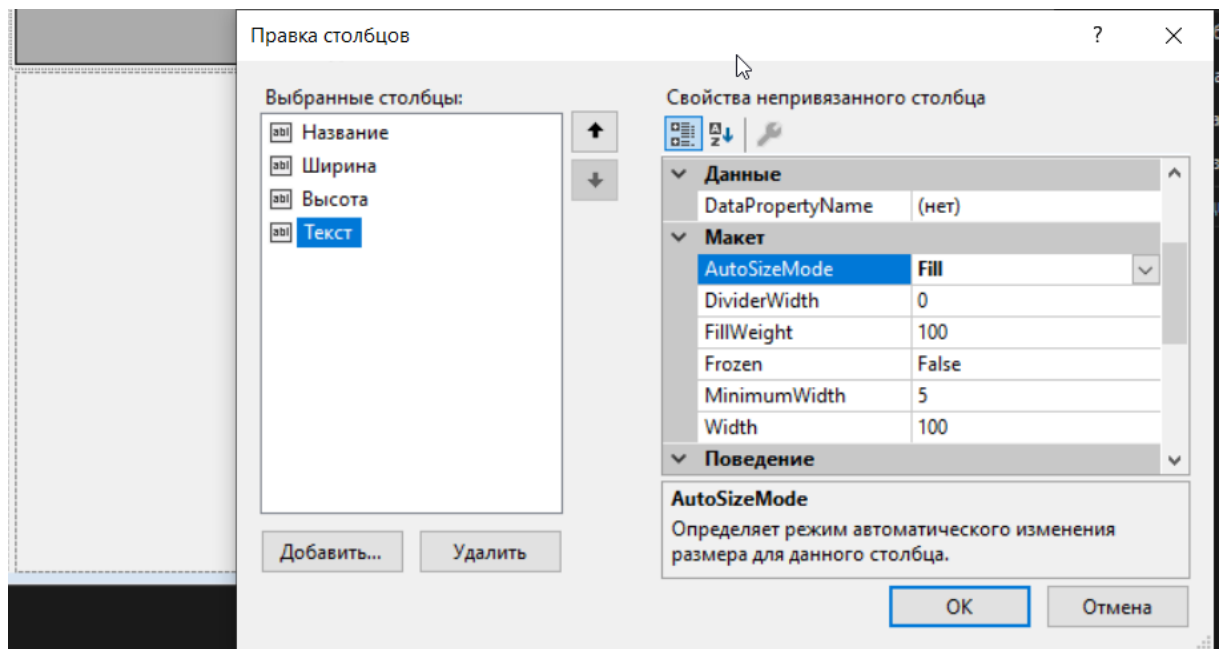 Правка столбцов
?
Выбранные столбцы:
Название
Ширина
Высота
Текст
Добавить...
Удалить
Свойства непривязанного столбца
Данные
DataPropertyName (нет)
Макет
AutoSizeMode Fill
DividerWidth 0
FillWeight 100
Frozen False
MinimumWidth 5
Width 100
Поведение
AutoSizeMode
Определяет режим автоматического изменения
размера для данного столбца.
ОК
Отмена